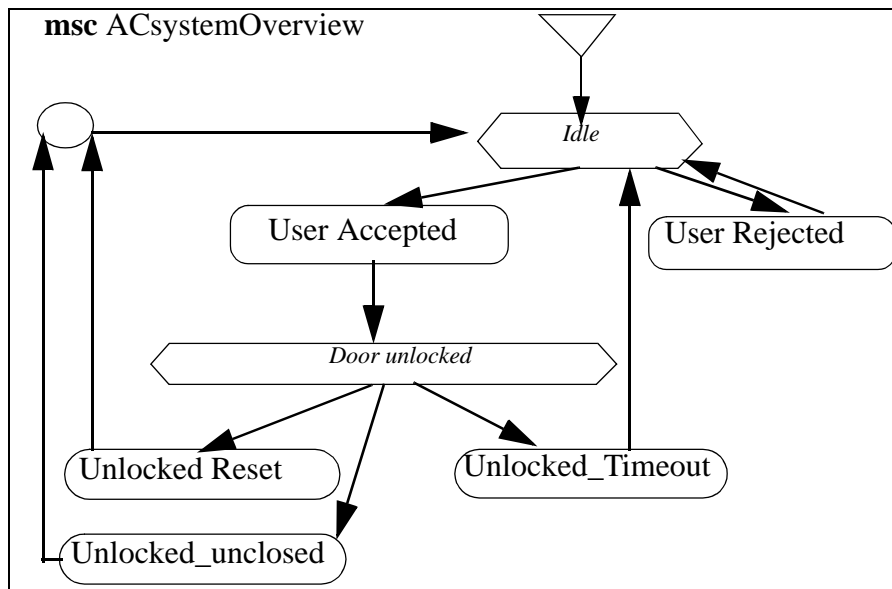 msc ACsystemOverview
Idle
User Accepted
User Rejected
Door unlocked
Unlocked Reset
Unlocked_Timeout
Unlocked_unclosed